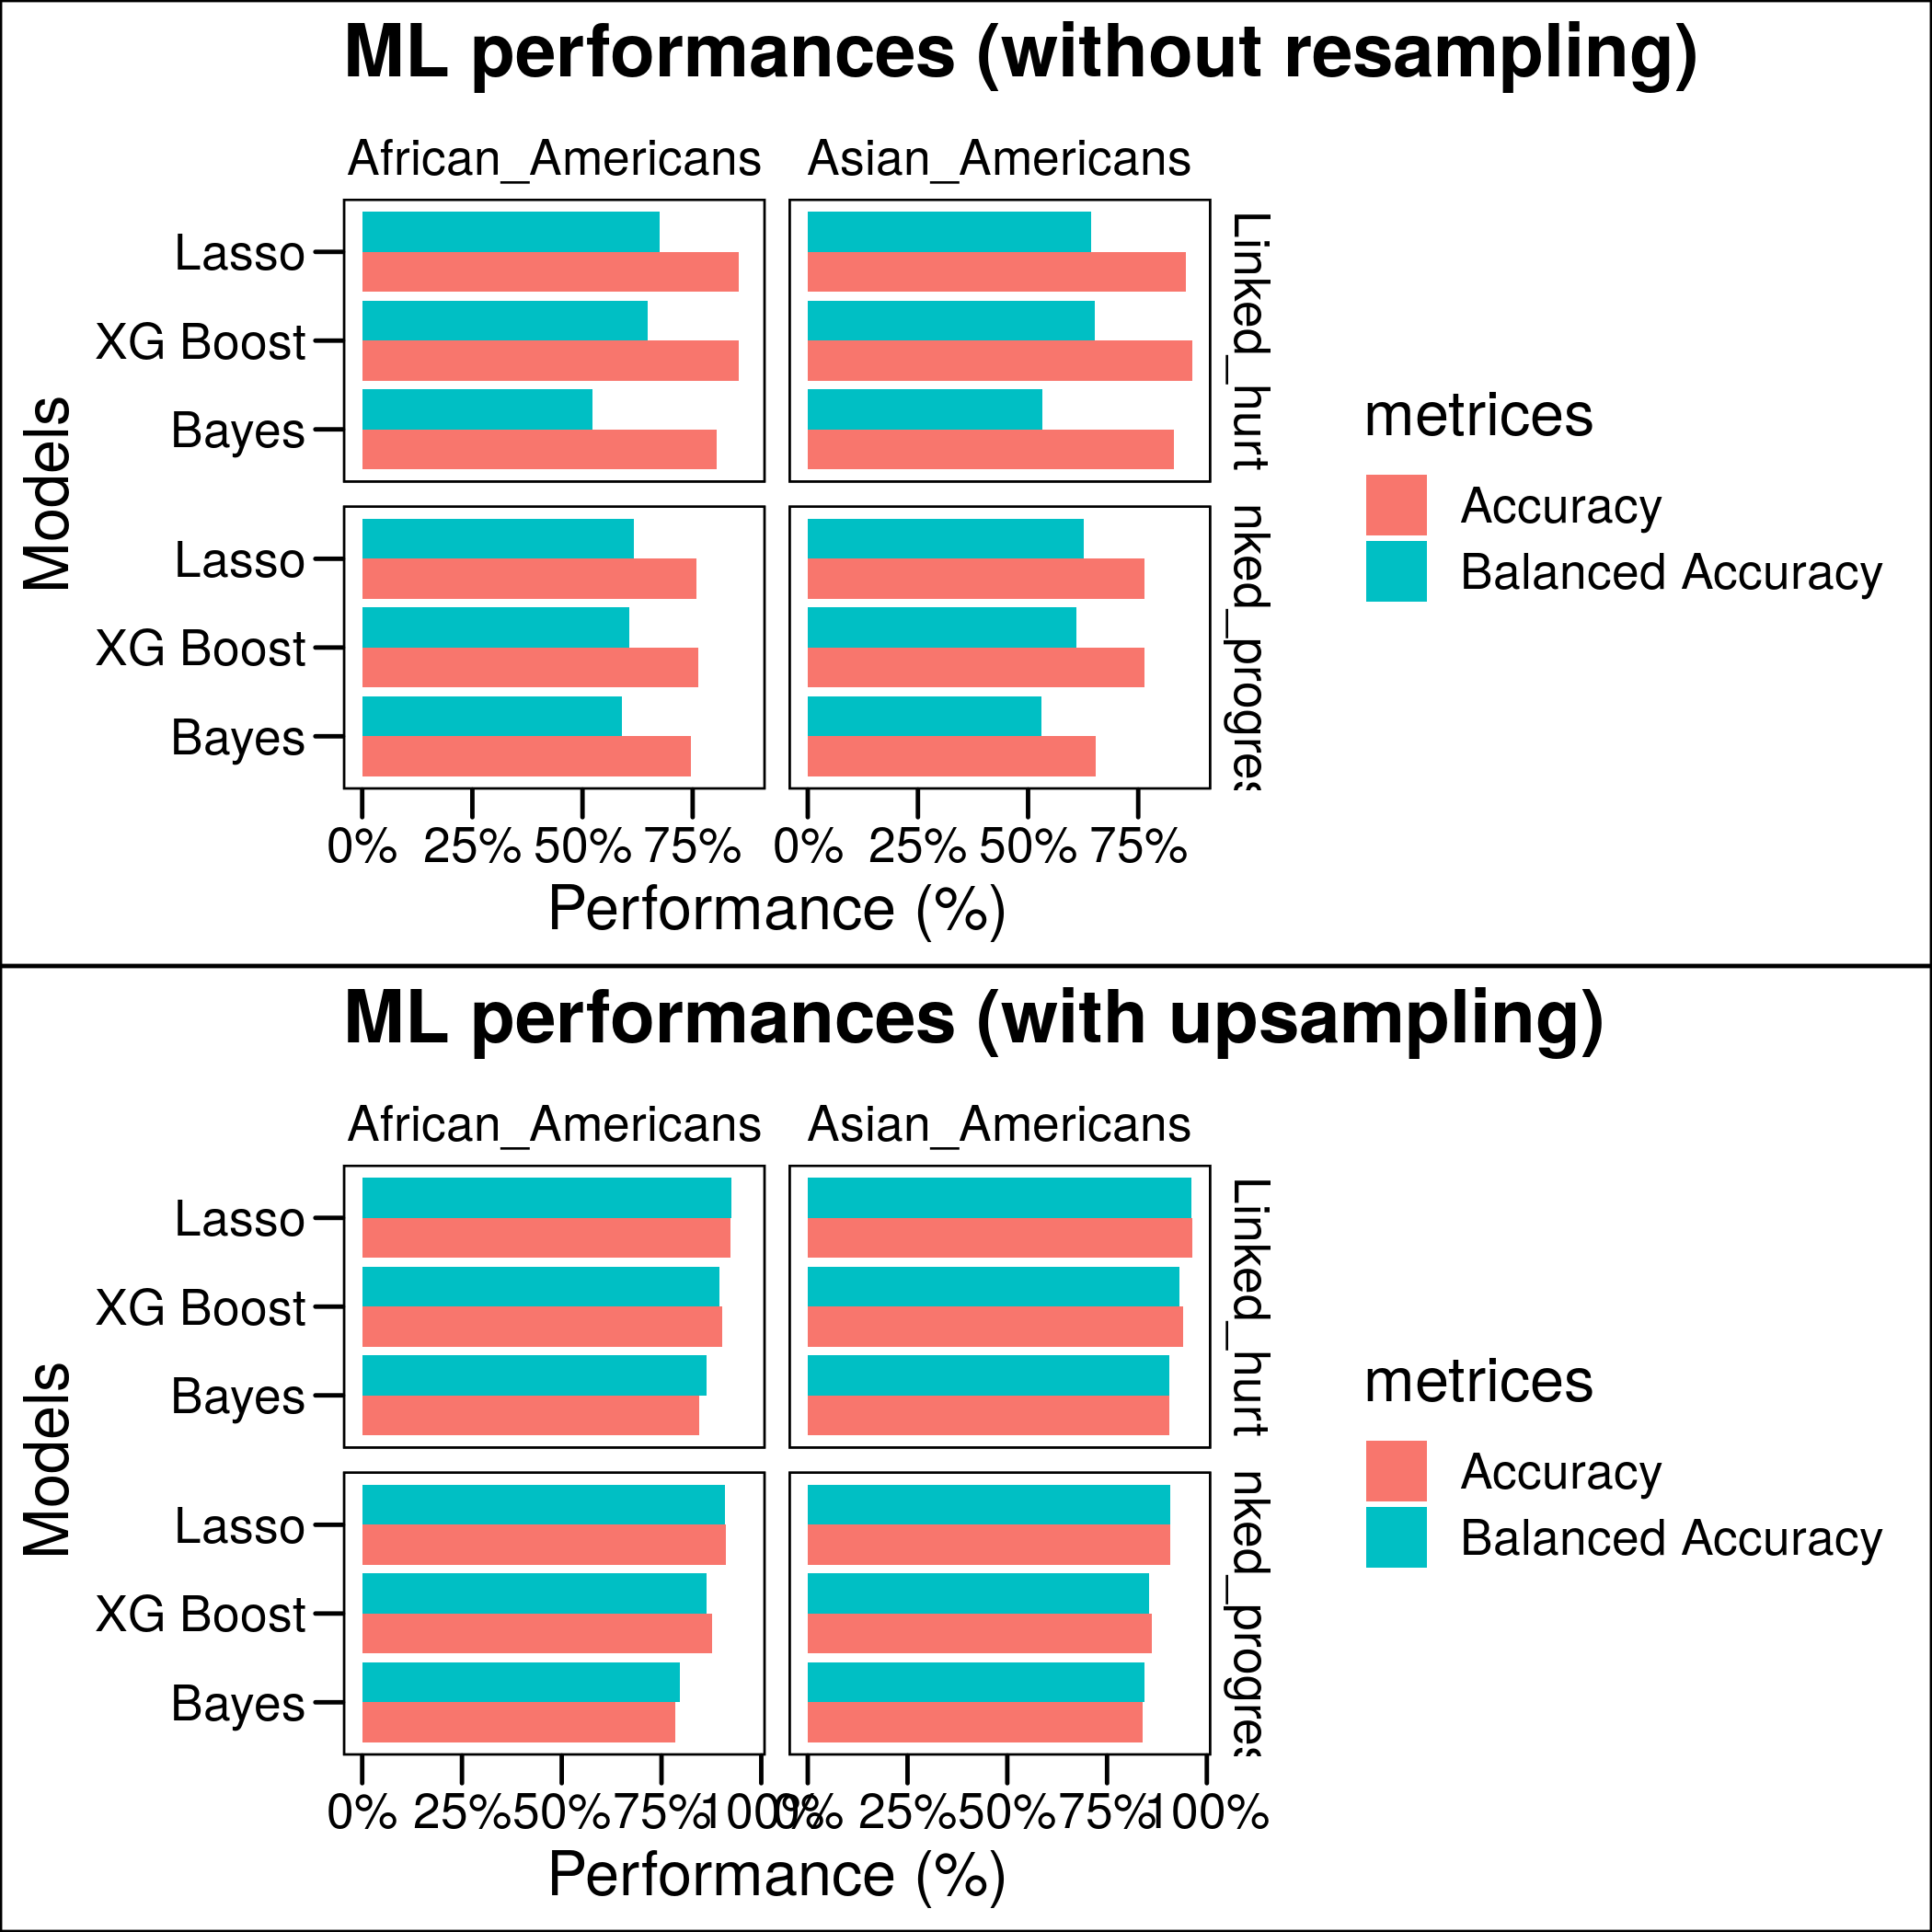 ML performances (without resampling)
African_Americans Asian_Americans
Lasso
XG Boost
Bayes
Linked_hurt
Lasso
XG Boost
Bayes
nked_progres
Models
0% 25% 50% 75% 0% 25% 50% 75%
Performance (%)
metrices
Accuracy
Balanced Accuracy
ML performances (with upsampling)
African_Americans Asian_Americans
Lasso
XG Boost
Bayes
Linked_hurt
Lasso
XG Boost
Bayes
nked_progres
Models
0% 25% 50% 75% 100% 0% 25% 50% 75% 100%
Performance (%)
metrices
Accuracy
Balanced Accuracy